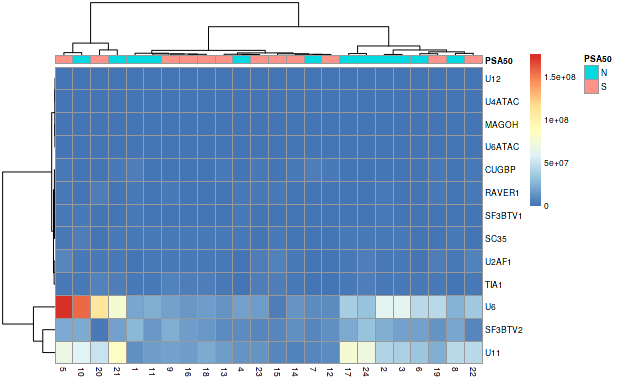 PSA50
U12
U4ATAC
MAGOH
U6ATAC
CUGBP
RAVER1
SF3BTV1
SC35
U2AF1
TIA1
U6
SF3BTV2
U11
5 10 20 21 1 11 9 16 18 13 4 23 15 14 7 12 17 24 2 3 6 19 8 22
1.5e+08
1e+08
5e+07
0
PSA50
N
S